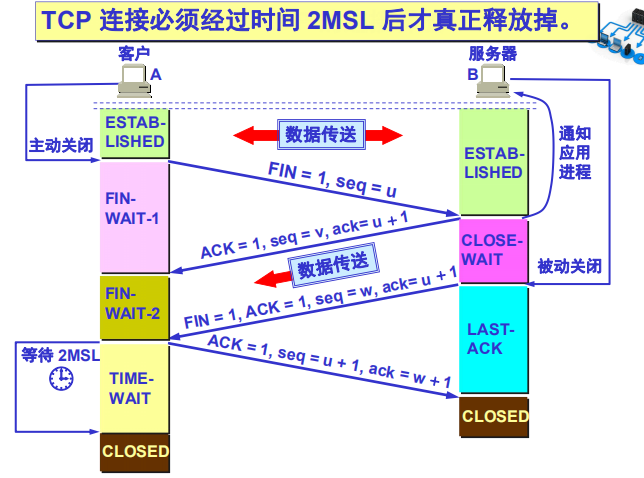 TCP 连接必须经过时间 2MSL 后才真正释放掉。
客户
服务器
A
B
主动关闭
ESTAB-
LISHED
数据传送
ESTAB-
LISHED
通知
应用
进程
FIN = 1, seq = u
FIN-
WAIT-1
ACK = 1, seq = v, ack= u + 1
CLOSE-
WAIT
被动关闭
数据传送
FIN-
WAIT-2
FIN = 1, ACK = 1, seq = w, ack= u + 1
LAST-
ACK
ACK = 1, seq = u + 1, ack = w + 1
等待 2MSL
TIME-
WAIT
CLOSED
CLOSED